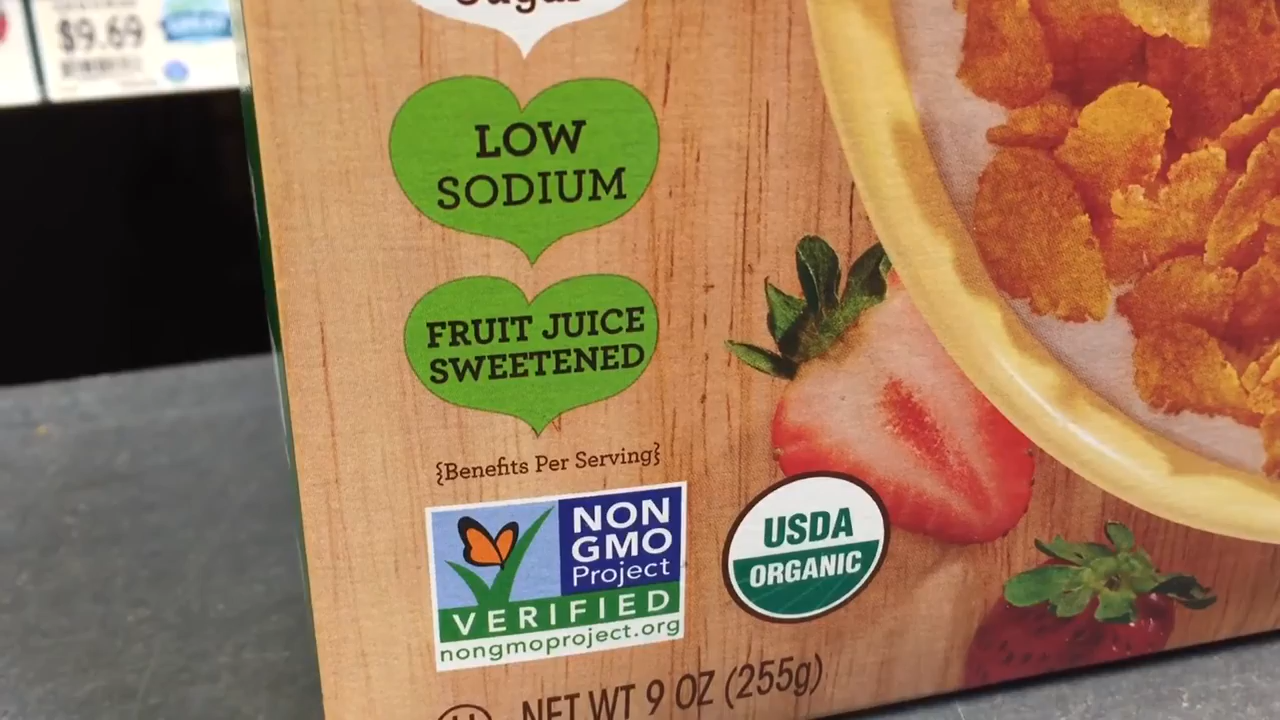 $9.69
Sugar
LOW
SODIUM
FRUIT JUICE
SWEETENED
{Benefits Per Serving}
NON
GMO
Project
VERIFIED
nongmoproject.org
USDA
ORGANIC
U
NET WT 9 OZ (255g)